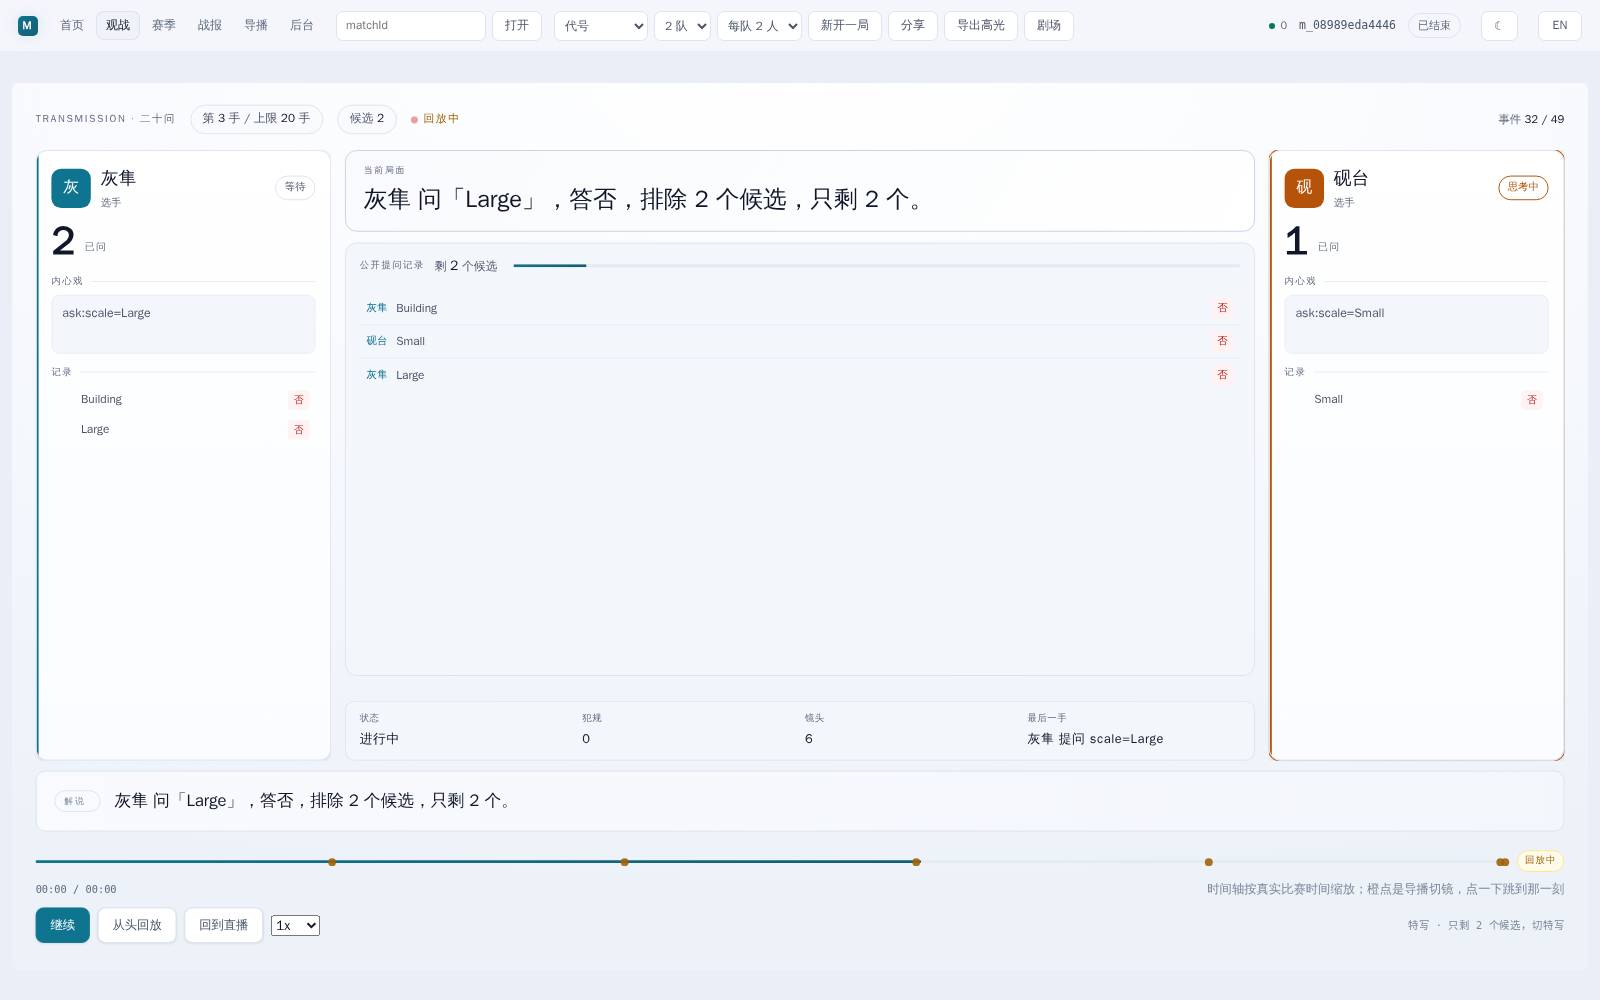 M 首页 观战 赛季 战报 导播 后台 matchId 打开 代号 2 队 每队 2 人 新开一局 分享 导出高光 剧场 0 m_08989eda4446 已结束 ☾ EN
TRANSMISSION · 二十问 第 3 手 / 上限 20 手 候选 2 回放中 事件 32 / 49
灰 灰隼 选手 等待
2 已问
内心戏
ask:scale=Large
记录
Building 否
Large 否
当前局面
灰隼 问「Large」，答否，排除 2 个候选，只剩 2 个。
公开提问记录 剩 2 个候选
灰隼 Building 否
砚台 Small 否
灰隼 Large 否
状态 犯规 镜头 最后一手
进行中 0 6 灰隼 提问 scale=Large
砚 砚台 选手 思考中
1 已问
内心戏
ask:scale=Small
记录
Small 否
解说 灰隼 问「Large」，答否，排除 2 个候选，只剩 2 个。
回放中
00:00 / 00:00 时间轴按真实比赛时间缩放；橙点是导播切镜，点一下跳到那一刻
继续 从头回放 回到直播 1x 特写 · 只剩 2 个候选，切特写